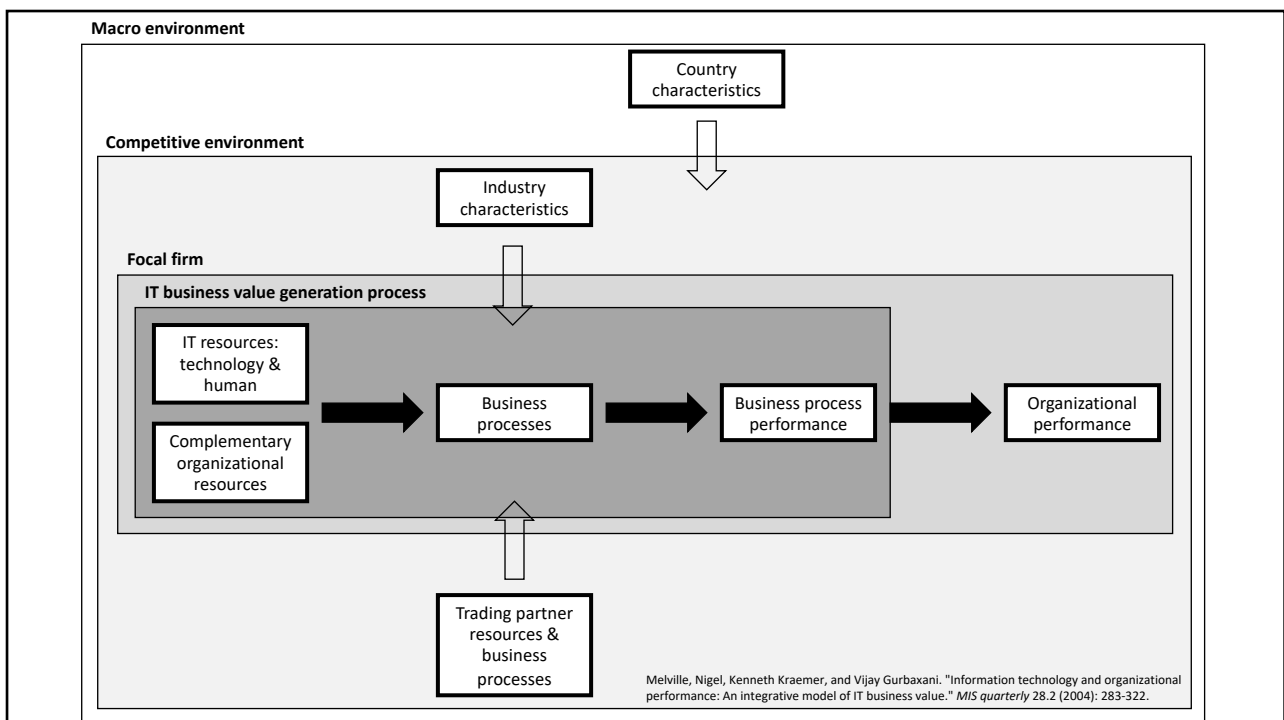 Macro environment
Country
characteristics
Competitive environment
Industry
characteristics
Focal firm
IT business value generation process
IT resources:
technology &
human
Complementary
organizational
resources
Business
processes
Business process
performance
Organizational
performance
Trading partner
resources &
business
processes
Melville, Nigel, Kenneth Kraemer, and Vijay Gurbaxani. "Information technology and organizational
performance: An integrative model of IT business value." MIS quarterly 28.2 (2004): 283-322.